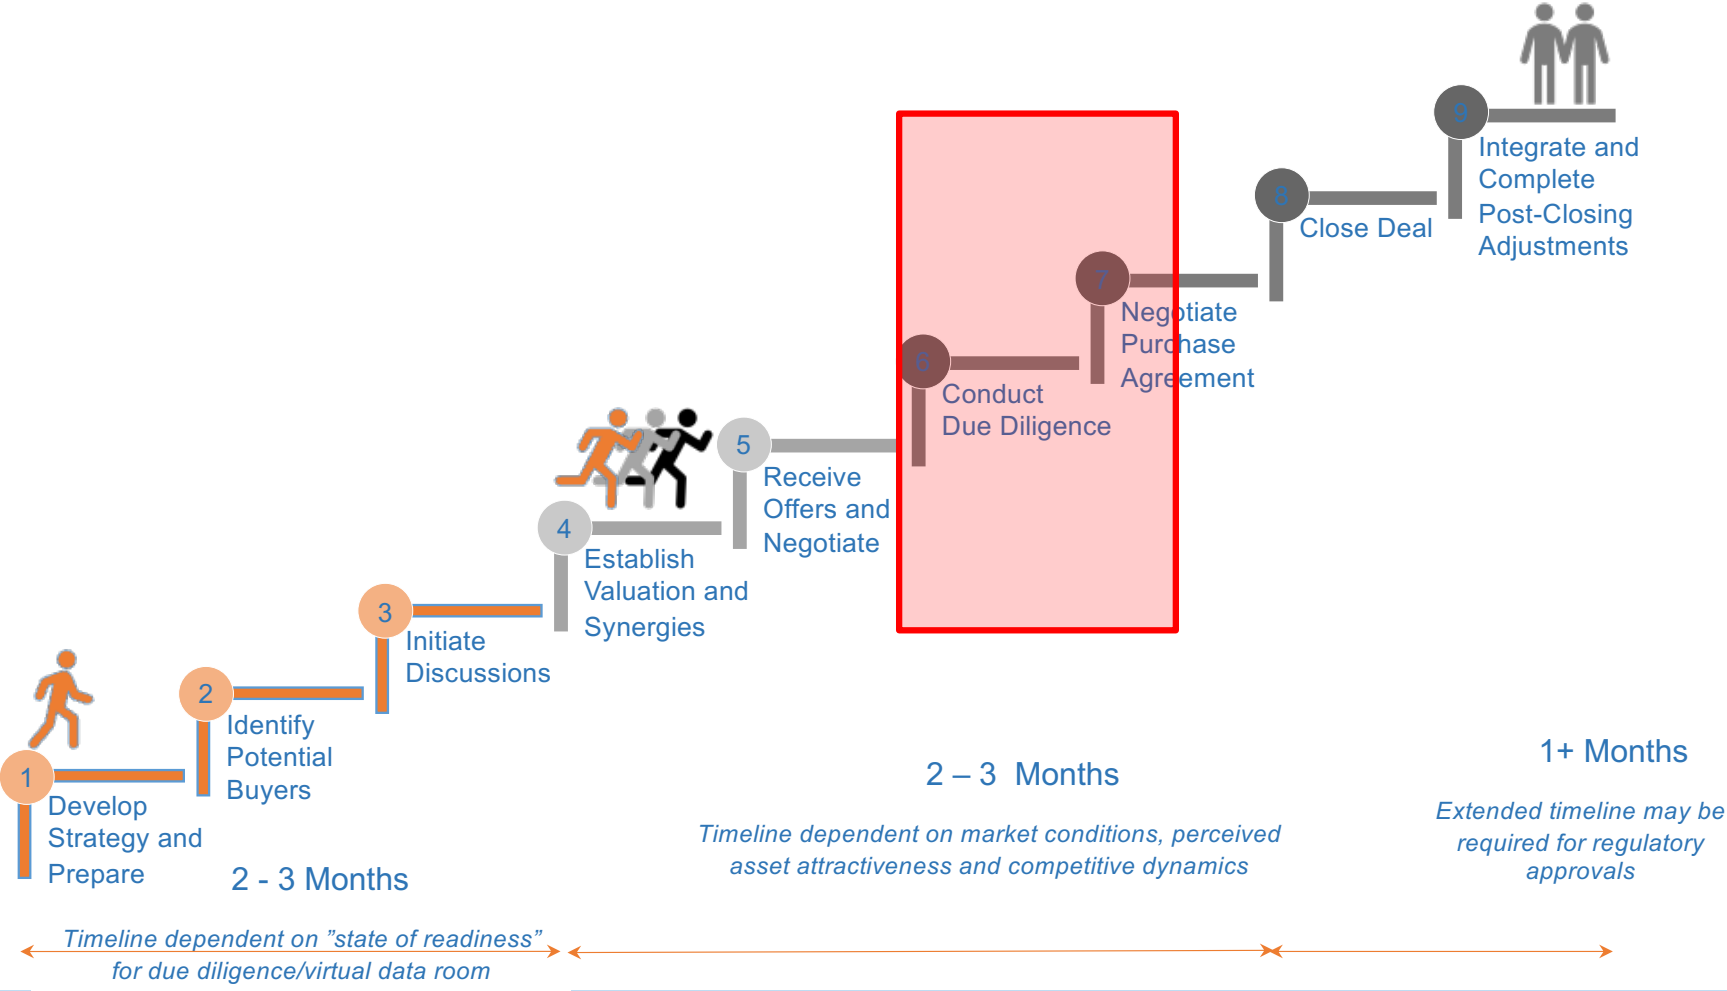 1
Develop
Strategy and
Prepare
2
Identify
Potential
Buyers
3
Initiate
Discussions
4
Establish
Valuation and
Synergies
5
Receive
Offers and
Negotiate
6
Conduct
Due Diligence
7
Negotiate
Purchase
Agreement
8
Close Deal
9
Integrate and
Complete
Post-Closing
Adjustments
2 - 3 Months
Timeline dependent on ”state of readiness”
for due diligence/virtual data room
2 – 3  Months
Timeline dependent on market conditions, perceived
asset attractiveness and competitive dynamics
1+ Months
Extended timeline may be
required for regulatory
approvals